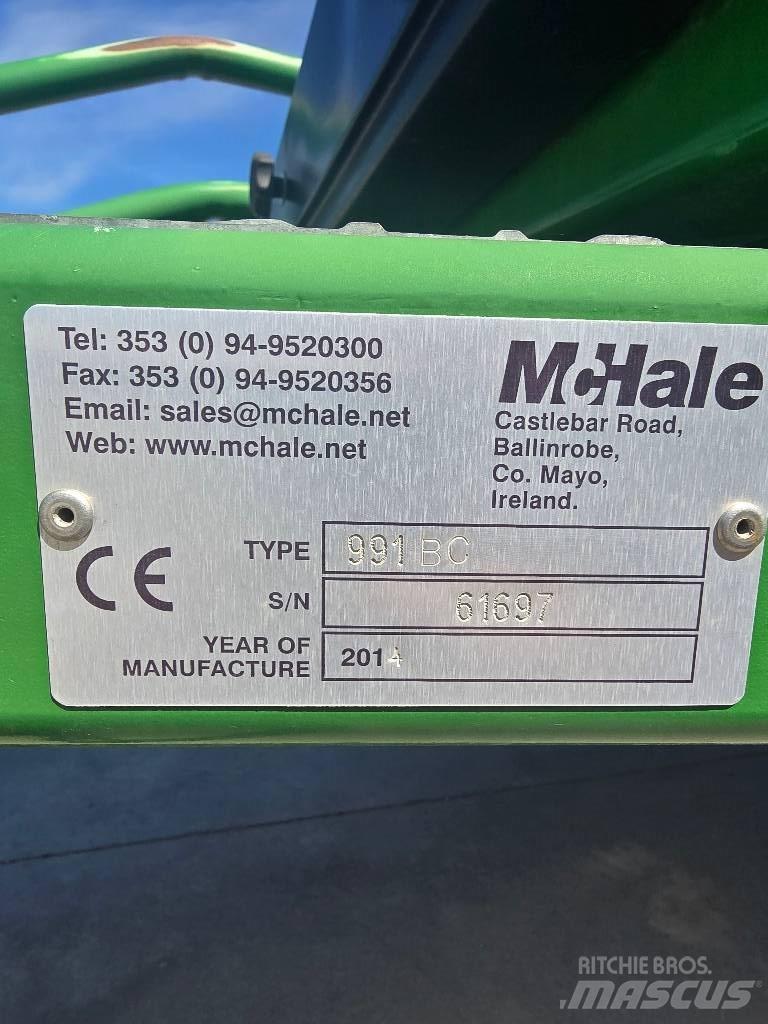 Tel: 353 (0) 94-9520300
Fax: 353 (0) 94-9520356
Email: sales@mchale.net
Web: www.mchale.net
McHale
Castlebar Road,
Ballinrobe,
Co. Mayo,
Ireland.
CE
TYPE 991BC
S/N 61697
YEAR OF
MANUFACTURE 2014
RITCHIE BROS.
MASCUS